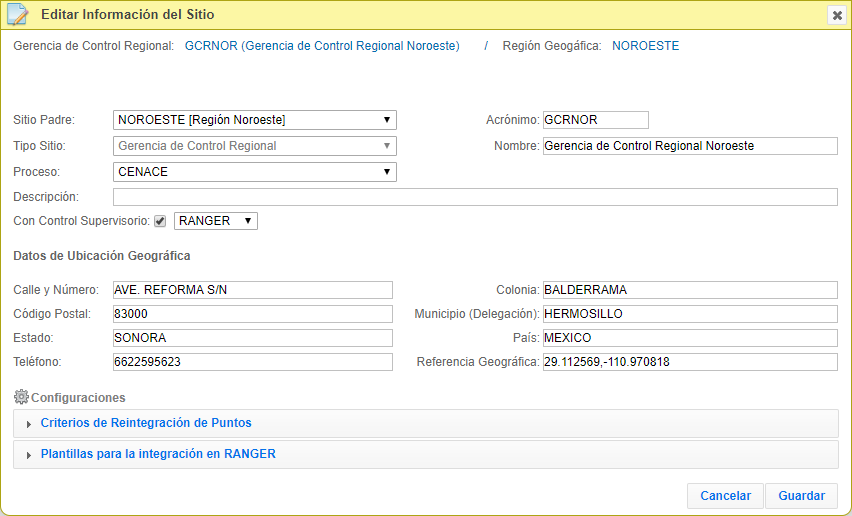 Editar Información del Sitio
Gerencia de Control Regional: GCRNOR (Gerencia de Control Regional Noroeste) / Región Geogáfica: NOROESTE
Sitio Padre: NOROESTE [Región Noroeste] Acrónimo: GCRNOR
Tipo Sitio: Gerencia de Control Regional Nombre: Gerencia de Control Regional Noroeste
Proceso: CENACE
Descripción:
Con Control Supervisorio: RANGER
Datos de Ubicación Geográfica
Calle y Número: AVE. REFORMA S/N Colonia: BALDERRAMA
Código Postal: 83000 Municipio (Delegación): HERMOSILLO
Estado: SONORA País: MEXICO
Teléfono: 6622595623 Referencia Geográfica: 29.112569,-110.970818
Configuraciones
Criterios de Reintegración de Puntos
Plantillas para la integración en RANGER
Cancelar Guardar